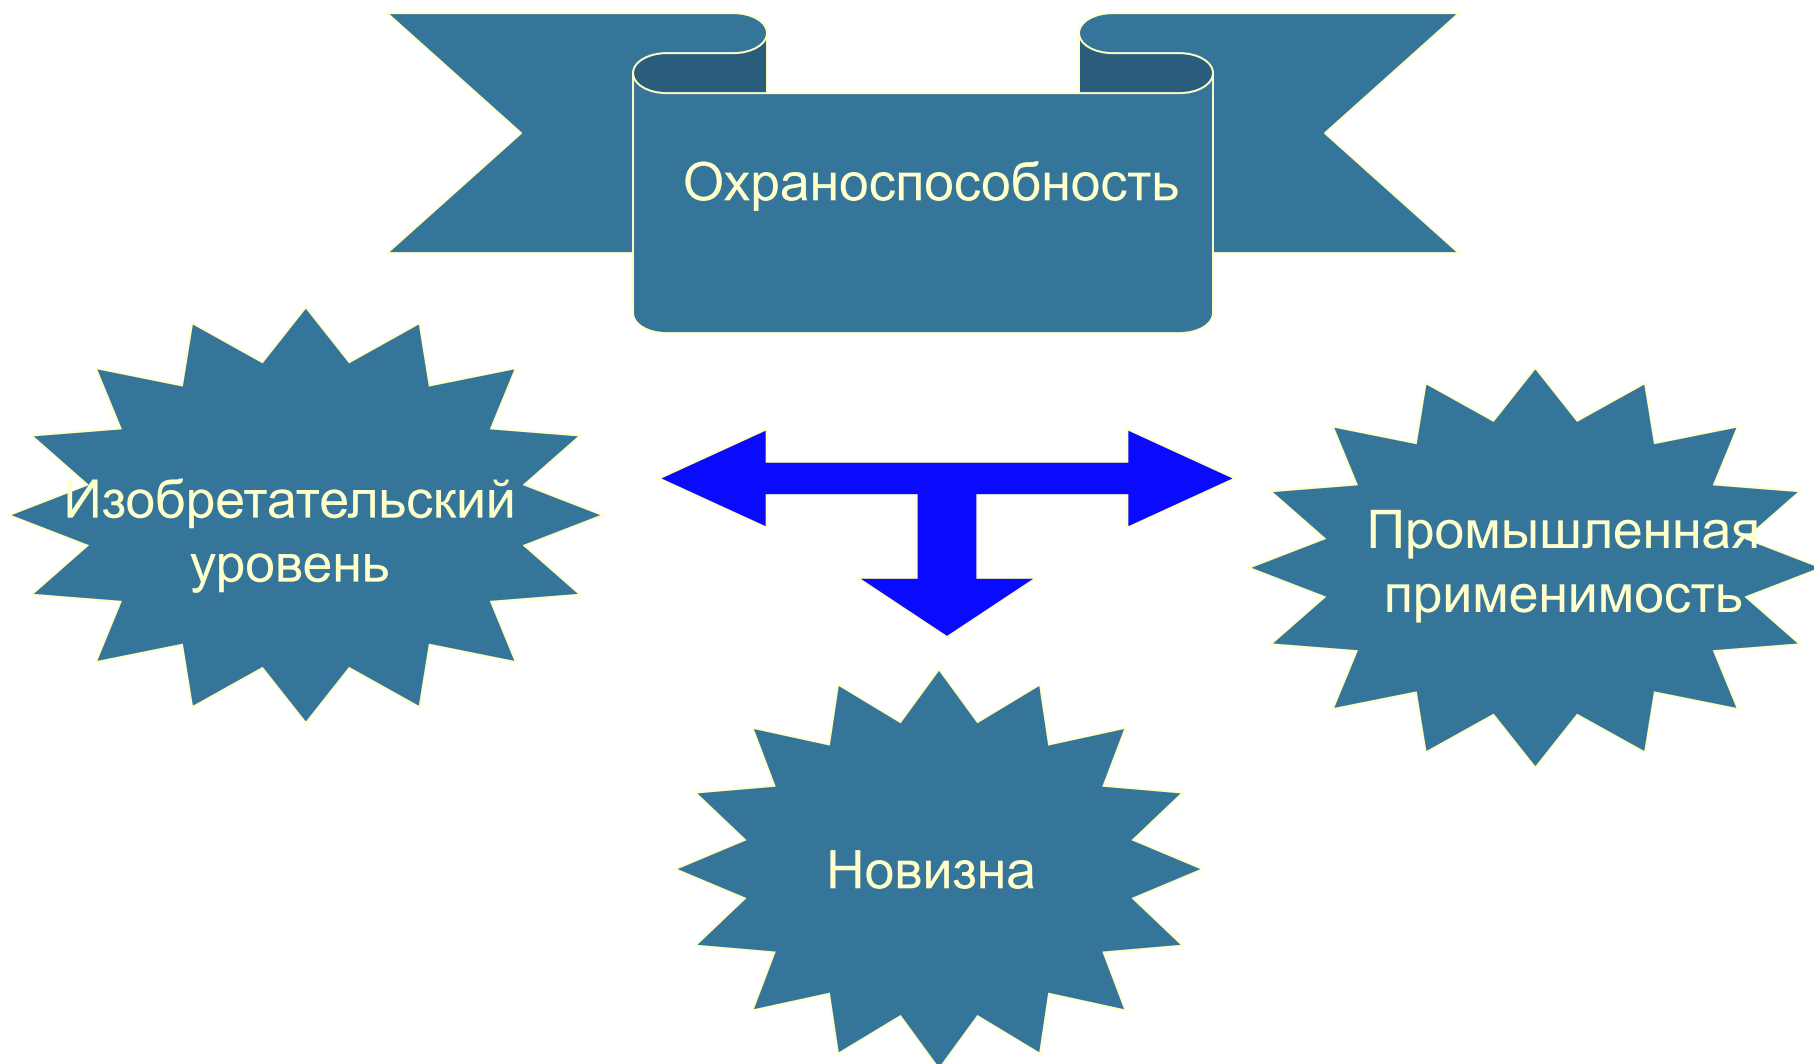 Охраноспособность
Изобретательский
уровень
Промышленная
применимость
Новизна